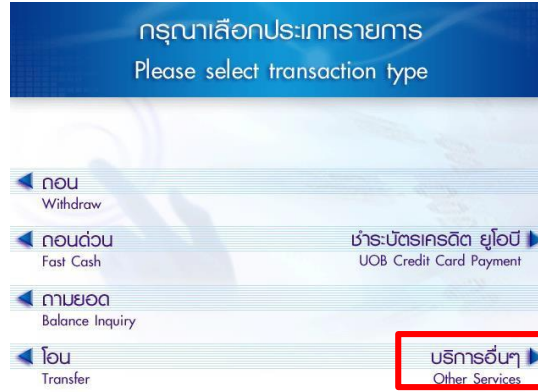 กรุณาเลือกประเภทรายการ
Please select transaction type
ถอน
Withdraw
ถอนด่วน
Fast Cash
ชำระบัตรเครดิต ยูโอบี
UOB Credit Card Payment
ถามยอด
Balance Inquiry
โอน
Transfer
บริการอื่นๆ
Other Services